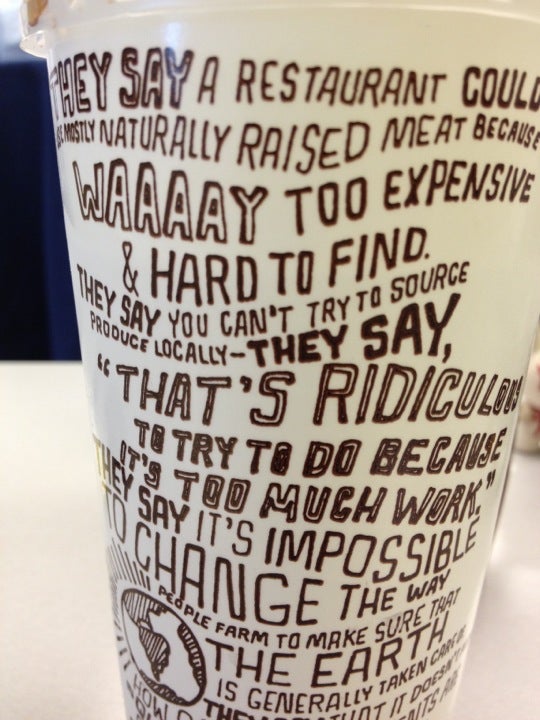 THEY SAY A RESTAURANT COULD
MOSTLY NATURALLY RAISED MEAT BECAUSE
WAAAAY TOO EXPENSIVE
& HARD TO FIND.
THEY SAY YOU CAN'T TRY TO SOURCE
PRODUCE LOCALLY-THEY SAY,
"THAT'S RIDICULOUS
TO TRY TO DO BECAUSE
IT'S TOO MUCH WORK."
THEY SAY IT'S IMPOSSIBLE
TO CHANGE THE WAY
PEOPLE FARM TO MAKE SURE THAT
THE EARTH
IS GENERALLY TAKEN CARE
THAT IT
HOW